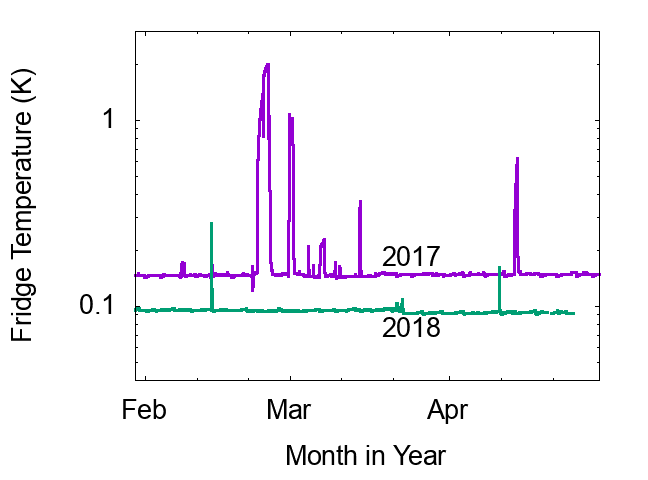 Fridge Temperature (K)
1
0.1
2017
2018
Feb Mar Apr
Month in Year